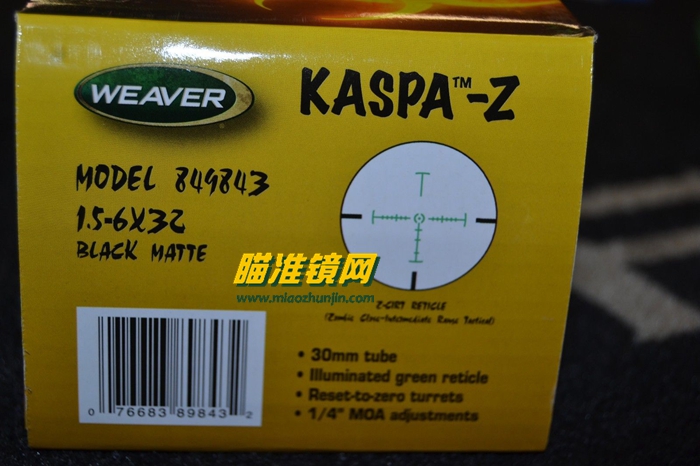 WEAVER
KASPA™-Z
MODEL 849843
1.5-6X32
BLACK MATTE
瞄准镜网
www.miaozhunjin.com
Z-CIRT RETICLE
(Zombie Close-Intermediate Range Tactical)
• 30mm tube
• Illuminated green reticle
• Reset-to-zero turrets
• 1/4" MOA adjustments
0 76683 89843 2